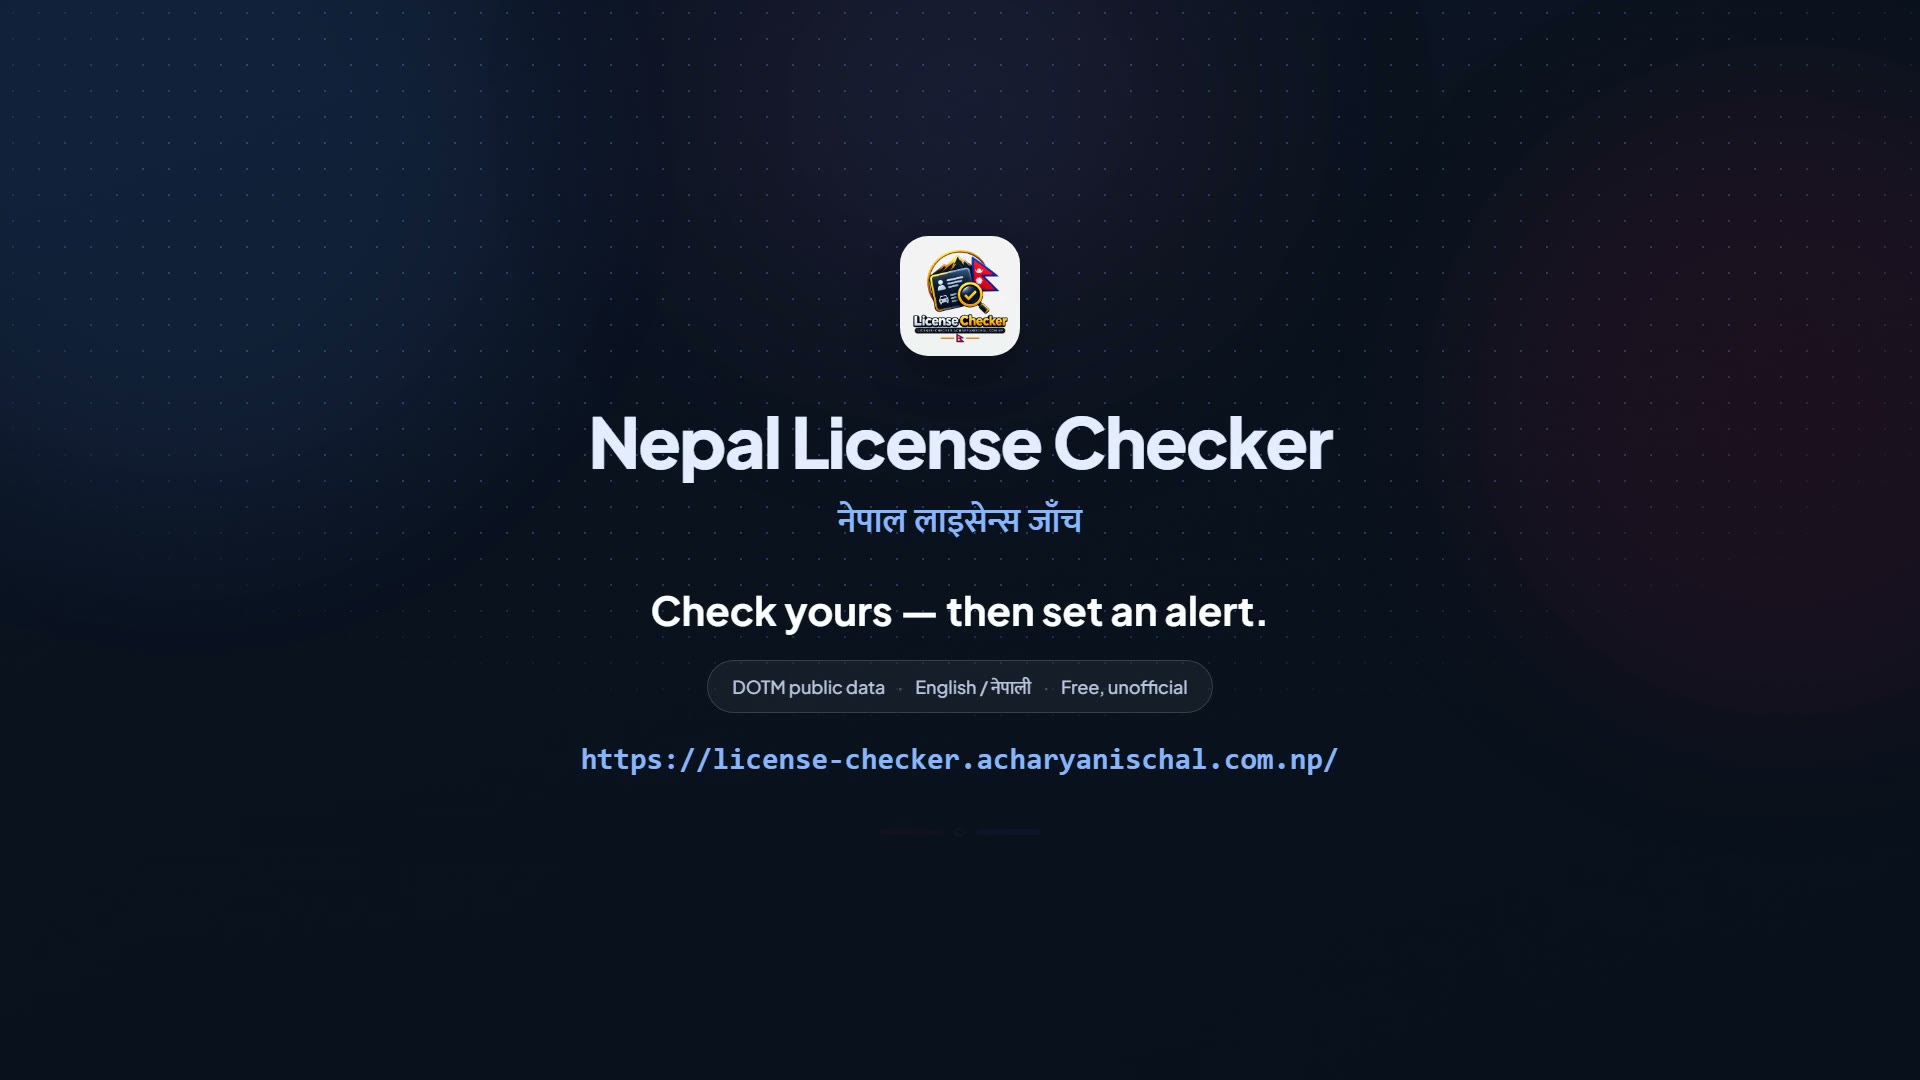 License Checker
Nepal License Checker
नेपाल लाइसेन्स जाँच
Check yours — then set an alert.
DOTM public data · English / नेपाली · Free, unofficial
https://license-checker.acharyanischal.com.np/